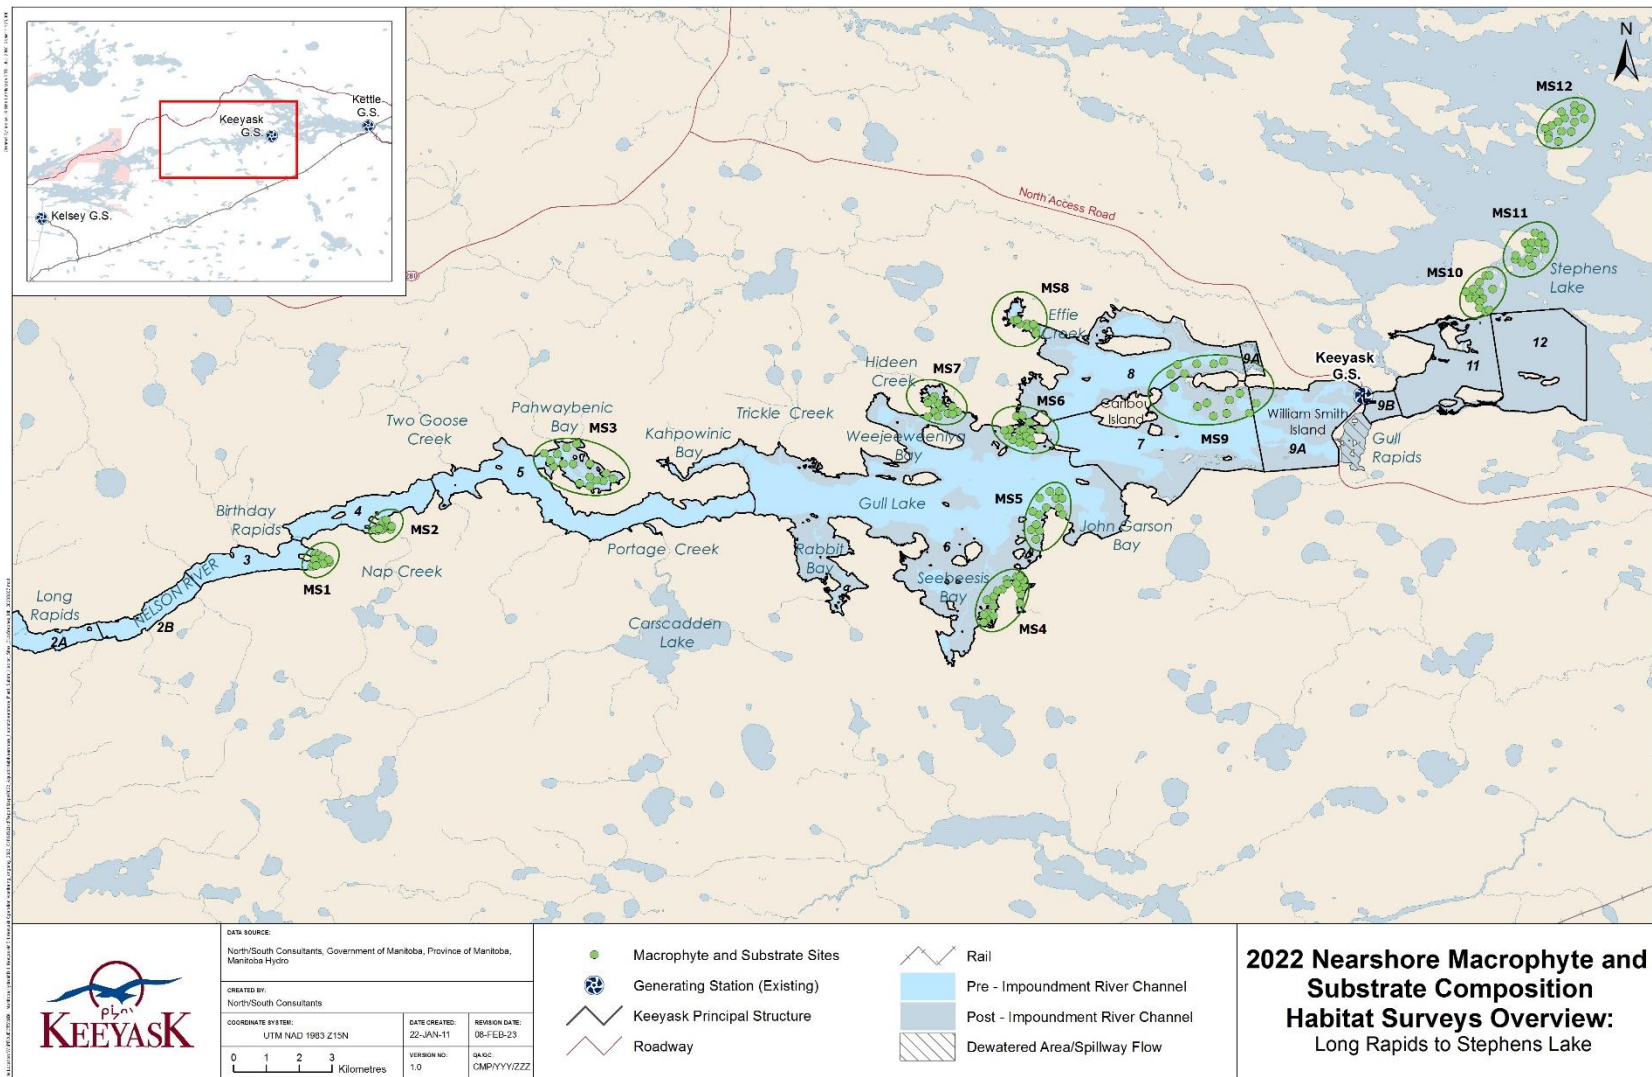 Kettle
G.S.
Keeyask
G.S.
Kelsey G.S.
280
N
MS12
North Access Road
MS11
MS10
Stephens
Lake
MS8
Effie
Creek
12
11
9A
Keeyask
G.S.
8
Hideen
Creek
MS7
9B
MS6
Caribou
Island
William Smith
Island
Pahwaybenic
Bay
Two Goose
Creek
MS3
Trickle Creek
Kahpowinic
Bay
Weejeeweeniya
Bay
7
MS9
9A
Gull
Rapids
5
Gull Lake
MS5
Birthday
Rapids
4
MS2
John Garson
Bay
Portage Creek
Rabbit
Bay
6
3
MS1
Nap Creek
Seebeesis
Bay
Long
Rapids
NELSON RIVER
2A
2B
Carscadden
Lake
MS4
KEEYASK
DATA SOURCE:
North/South Consultants, Government of Manitoba, Province of Manitoba,
Manitoba Hydro
CREATED BY:
North/South Consultants
COORDINATE SYSTEM:
UTM NAD 1983 Z15N
DATE CREATED:
22-JAN-11
REVISION DATE:
08-FEB-23
0 1 2 3 Kilometres
VERSION NO:
1.0
QA/QC:
CMP/YYY/ZZZ
Macrophyte and Substrate Sites
Generating Station (Existing)
Keeyask Principal Structure
Roadway
Rail
Pre - Impoundment River Channel
Post - Impoundment River Channel
Dewatered Area/Spillway Flow
2022 Nearshore Macrophyte and
Substrate Composition
Habitat Surveys Overview:
Long Rapids to Stephens Lake